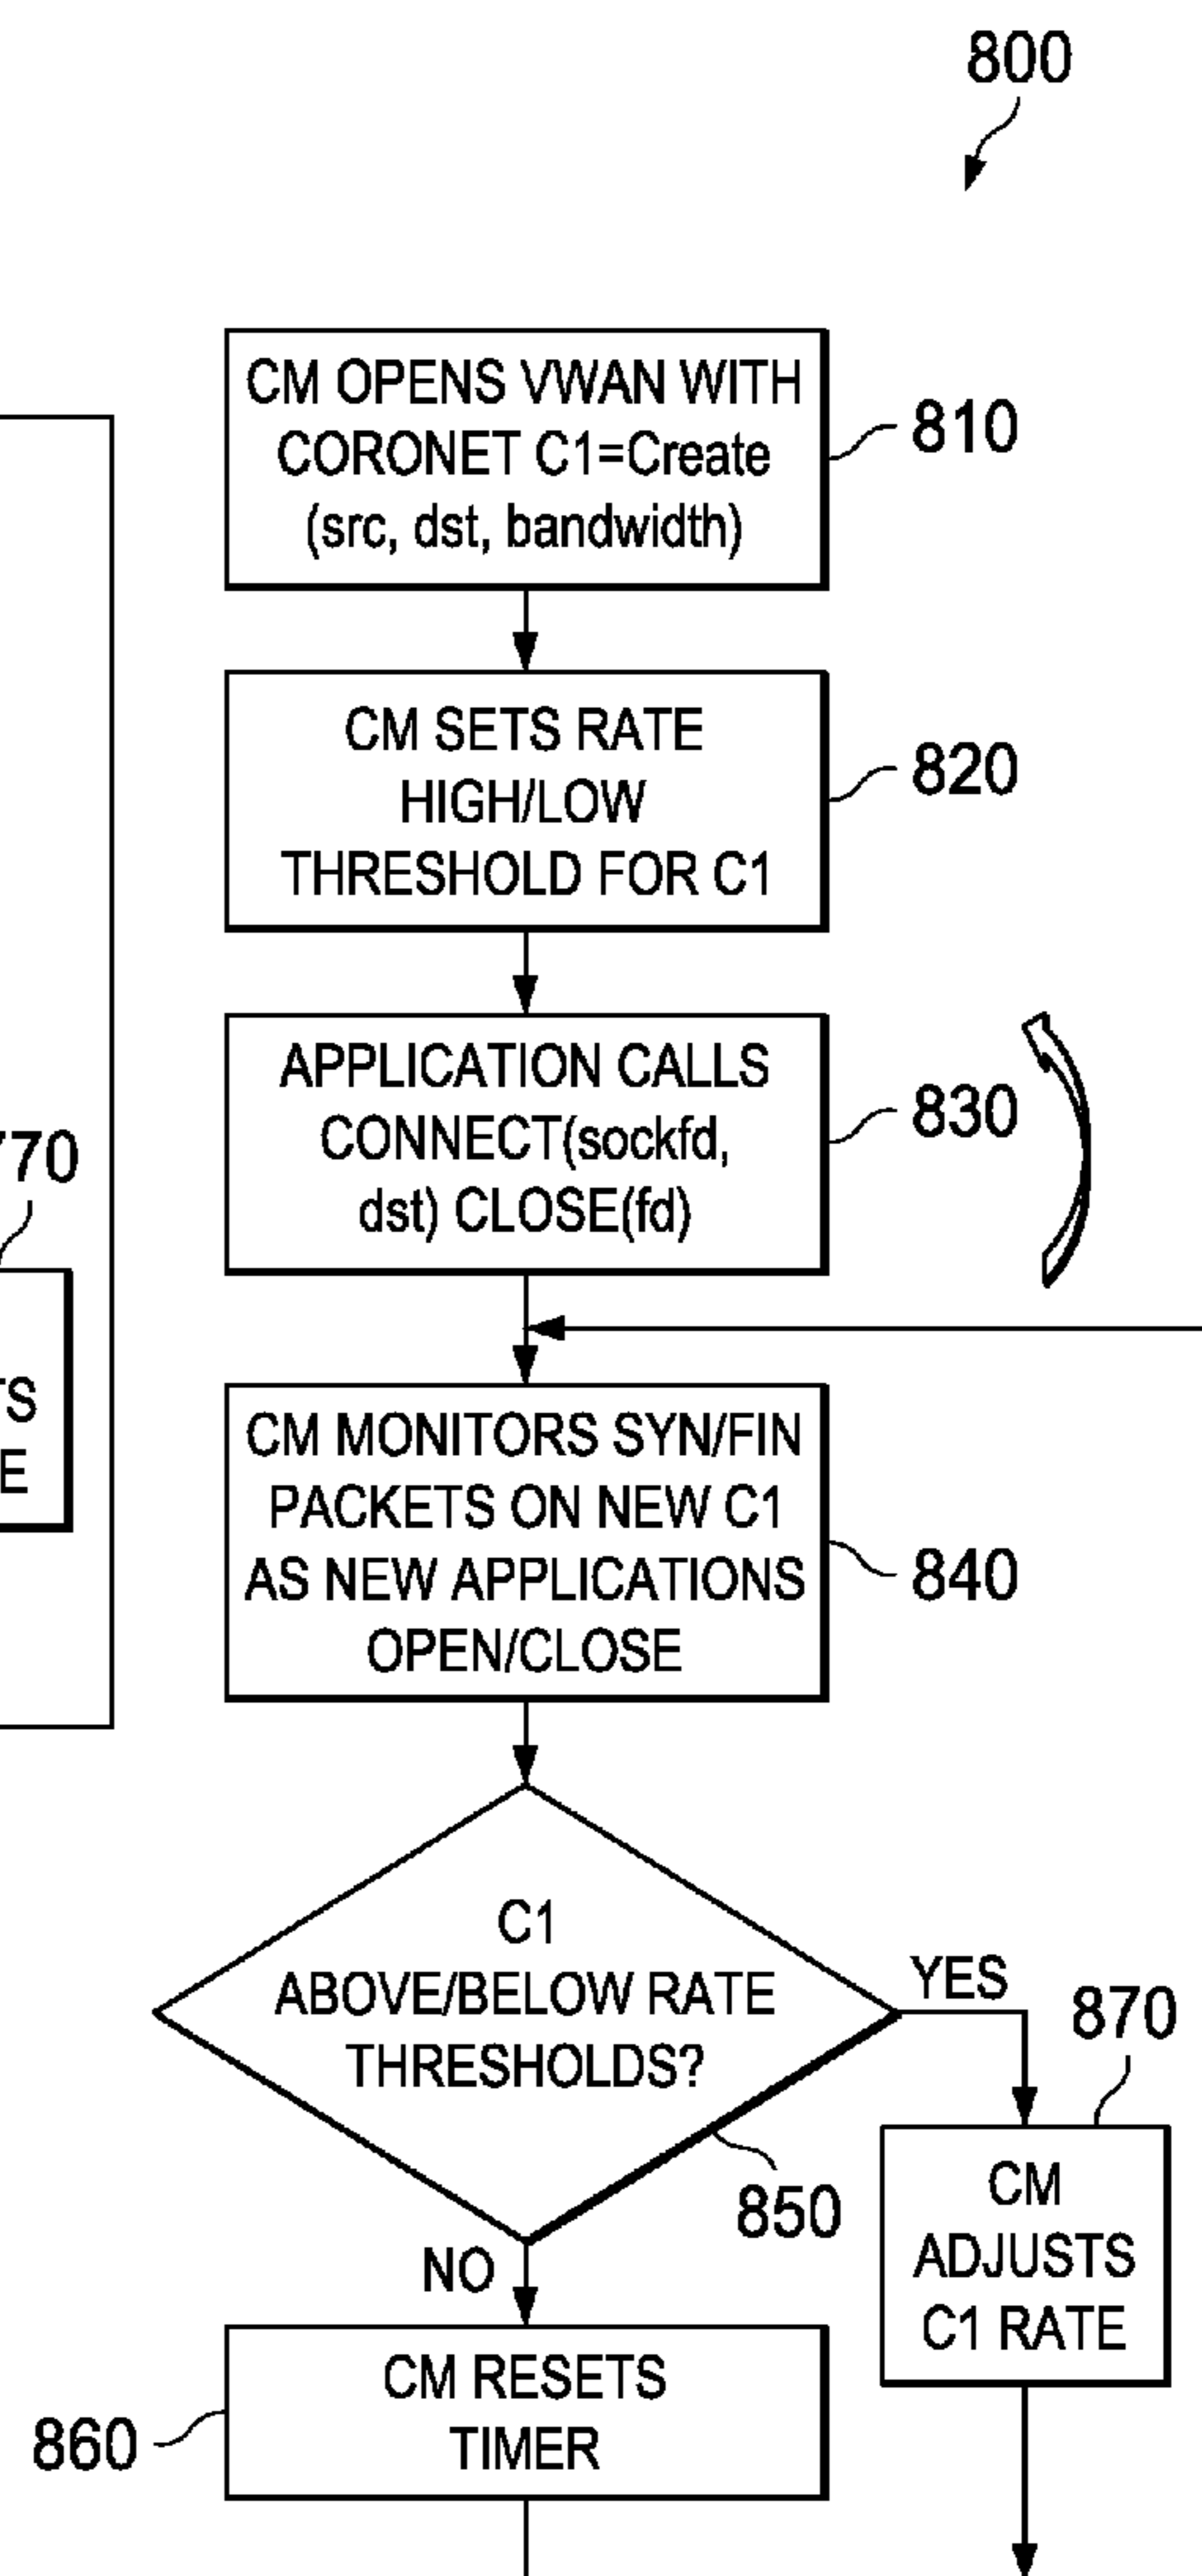 800
CM OPENS VWAN WITH
CORONET C1=Create
(src, dst, bandwidth)
810
CM SETS RATE
HIGH/LOW
THRESHOLD FOR C1
820
APPLICATION CALLS
CONNECT(sockfd,
dst) CLOSE(fd)
830
770
TS
E
CM MONITORS SYN/FIN
PACKETS ON NEW C1
AS NEW APPLICATIONS
OPEN/CLOSE
840
C1
ABOVE/BELOW RATE
THRESHOLDS?
850
YES
870
CM
ADJUSTS
C1 RATE
NO
CM RESETS
TIMER
860